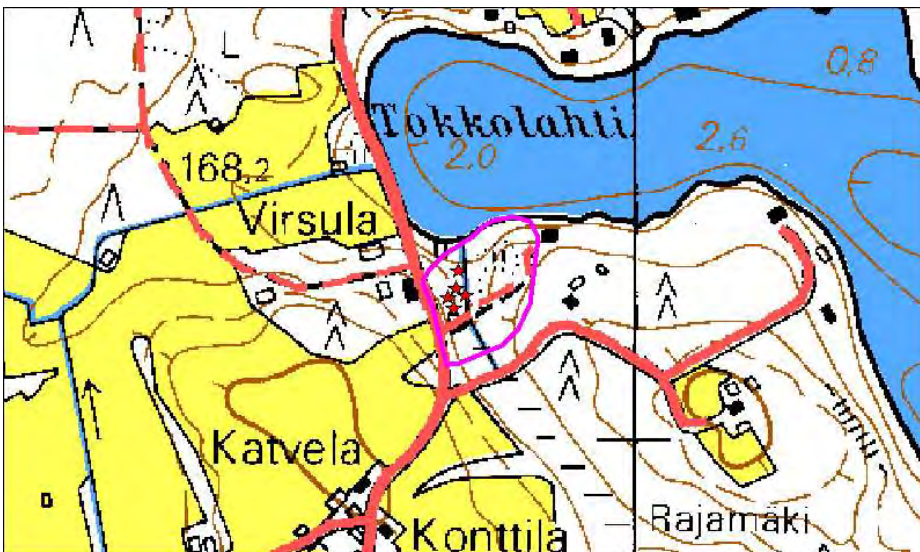 L
0,8
Tokkolahti
2,0
2,6
168,2
Virsula
Katvela
Konttila
Rajamäki